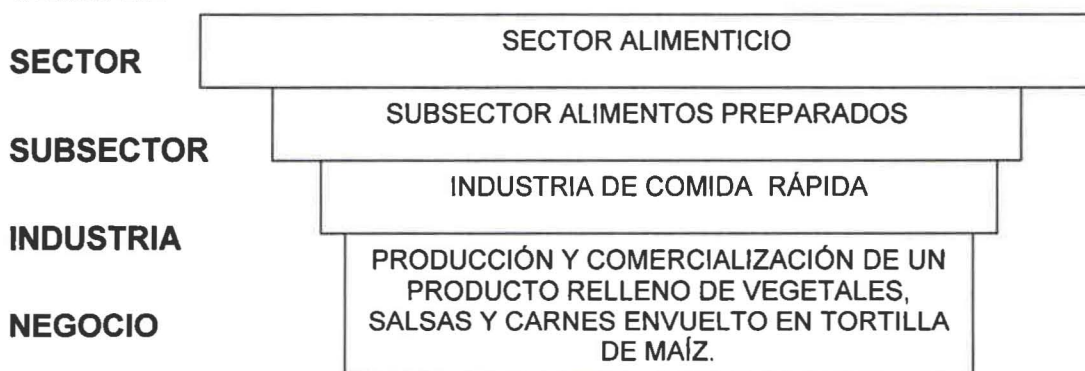 SECTOR
SECTOR ALIMENTICIO
SUBSECTOR
SUBSECTOR ALIMENTOS PREPARADOS
INDUSTRIA
INDUSTRIA DE COMIDA RÁPIDA
NEGOCIO
PRODUCCIÓN Y COMERCIALIZACIÓN DE UN
PRODUCTO RELLENO DE VEGETALES,
SALSAS Y CARNES ENVUELTO EN TORTILLA
DE MAÍZ.